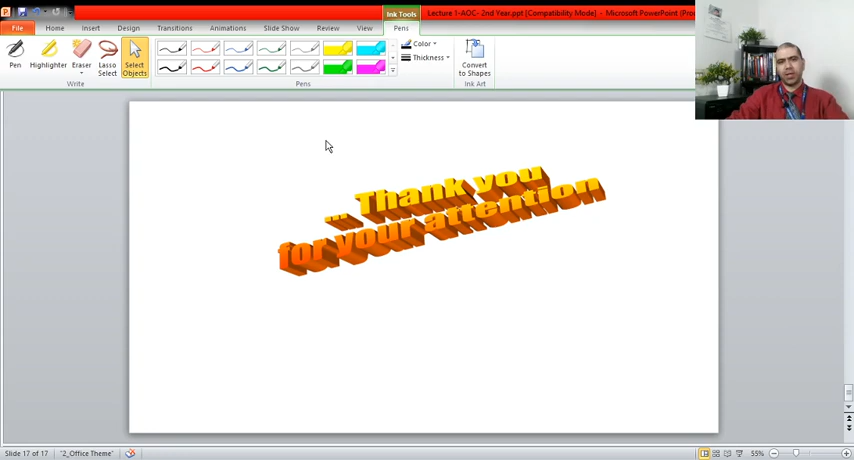 Ink Tools
Lecture 1-AOC- 2nd Year.ppt [Compatibility Mode] - Microsoft PowerPoint (Pro
File Home Insert Design Transitions Animations Slide Show Review View Pens
Pen Highlighter Eraser Lasso Select Select Objects
Color
Thickness
Convert to Shapes
Write Pens Ink Art
... Thank you
for your attention
Slide 17 of 17 "2_Office Theme" 55%